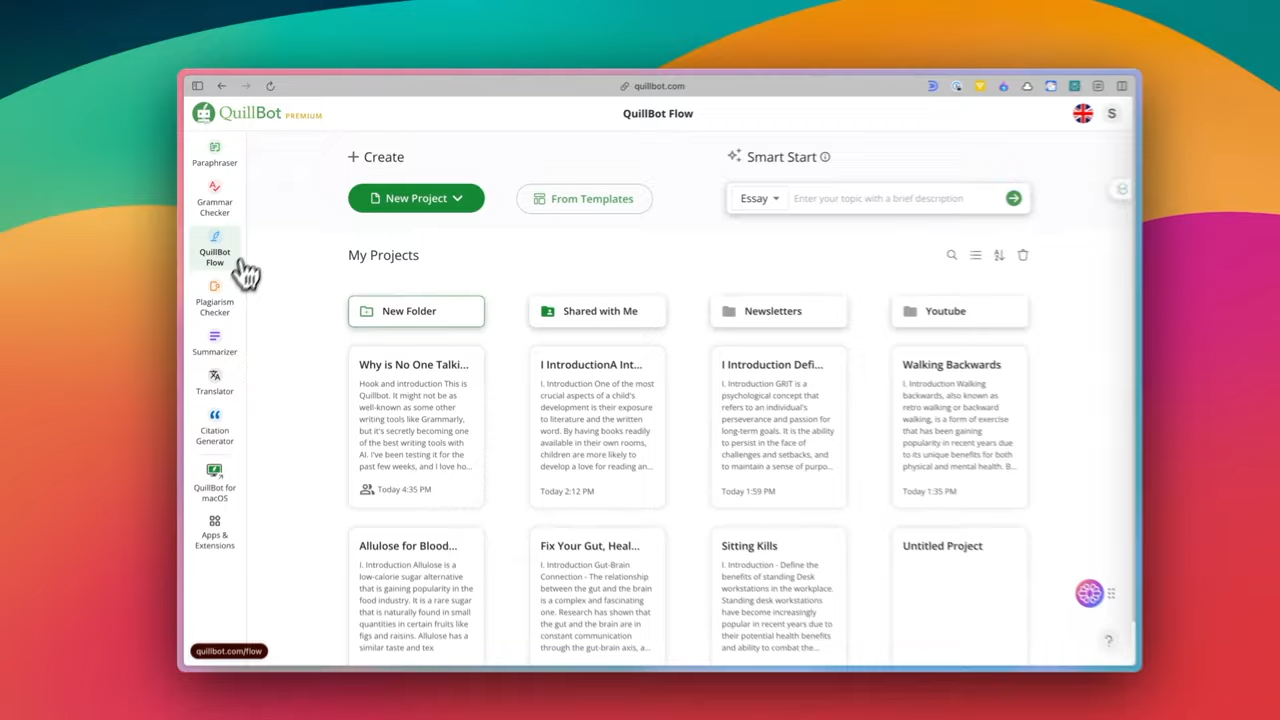 quillbot.com
QuillBot PREMIUM
QuillBot Flow
S
Paraphraser
Grammar
Checker
QuillBot
Flow
Plagiarism
Checker
Summarizer
Translator
Citation
Generator
QuillBot for
macOS
Apps &
Extensions
quillbot.com/flow
+ Create
New Project
From Templates
Smart Start
Essay
Enter your topic with a brief description
My Projects
New Folder
Shared with Me
Newsletters
Youtube
Why is No One Talki...
Hook and introduction This is
Quillbot. It might not be as
well-known as some other
writing tools like Grammarly,
but it's secretly becoming one
of the best writing tools with
AI. I've been testing it for the
past few weeks, and I love ho...
Today 4:35 PM
I IntroductionA Int...
I. Introduction One of the most
crucial aspects of a child's
development is their exposure
to literature and the written
word. By having books readily
available in their own rooms,
children are more likely to
develop a love for reading an...
Today 2:12 PM
I Introduction Defi...
I. Introduction GRIT is a
psychological concept that
refers to an individual's
perseverance and passion for
long-term goals. It is the ability
to persist in the face of
challenges and setbacks, and
to maintain a sense of purpo...
Today 1:59 PM
Walking Backwards
I. Introduction Walking
backwards, also known as
retro walking or backward
walking, is a form of exercise
that has been gaining
popularity in recent years due
to its unique benefits for both
physical and mental health. B...
Today 1:35 PM
Allulose for Blood...
I. Introduction Allulose is a
low-calorie sugar alternative
that is gaining popularity in the
food industry. It is a rare sugar
that is naturally found in small
quantities in certain fruits like
figs and raisins. Allulose has a
similar taste and tex
Fix Your Gut, Heal...
I. Introduction Gut-Brain
Connection - The relationship
between the gut and the brain
is a complex and fascinating
one. Research has shown that
the gut and the brain are in
constant communication
through the gut-brain axis, a...
Sitting Kills
I. Introduction - Define the
benefits of standing Desk
workstations in the workplace.
Standing desk workstations
have become increasingly
popular in recent years due to
their potential health benefits
and ability to combat the...
Untitled Project
?